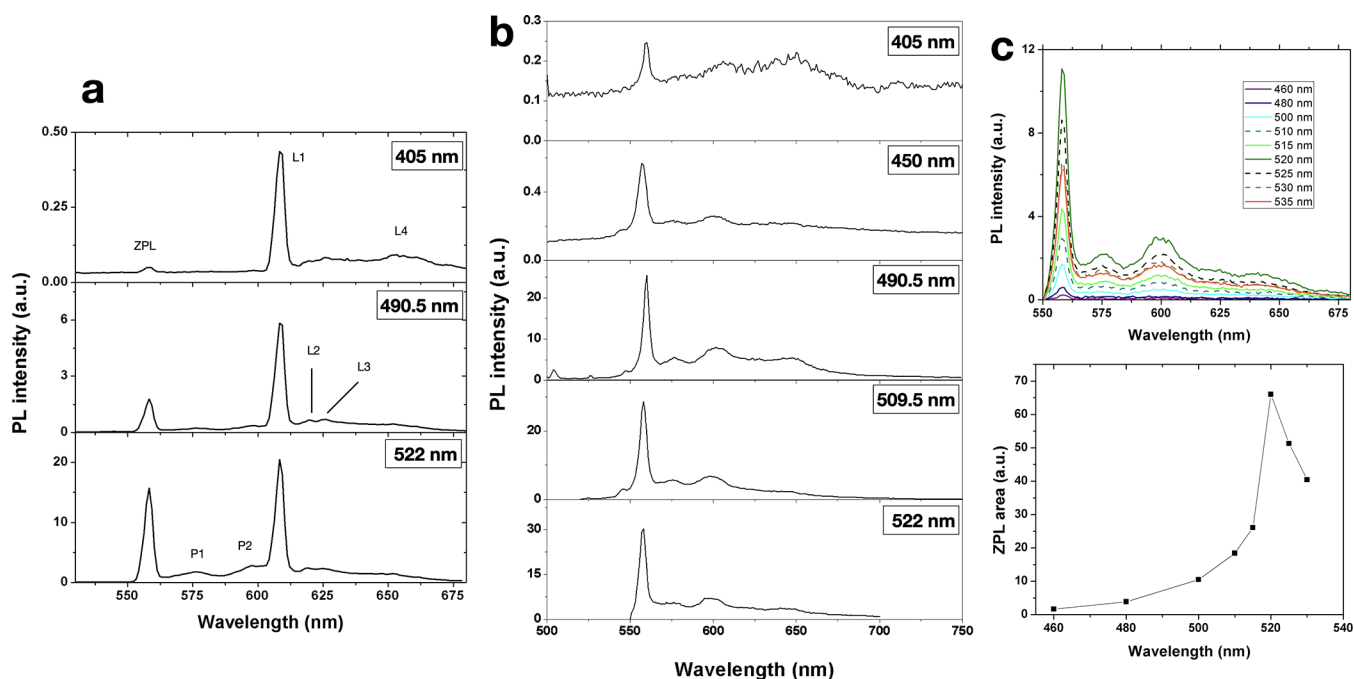 a
PL intensity (a.u.)
0.50
0.25
0.00
405 nm
ZPL
L1
L4
6
3
0
490.5 nm
L2
L3
20
10
0
522 nm
P1
P2
550 575 600 625 650 675
Wavelength (nm)
b
PL intensity (a.u.)
0.3
0.2
0.1
0.0
405 nm
0.4
0.0
450 nm
20
10
0
490.5 nm
20
0
509.5 nm
30
15
0
522 nm
500 550 600 650 700 750
Wavelength (nm)
c
PL intensity (a.u.)
12
8
4
0
460 nm
480 nm
500 nm
510 nm
515 nm
520 nm
525 nm
530 nm
535 nm
550 575 600 625 650 675
Wavelength (nm)
ZPL area (a.u.)
70
60
50
40
30
20
10
0
460 480 500 520 540
Wavelength (nm)